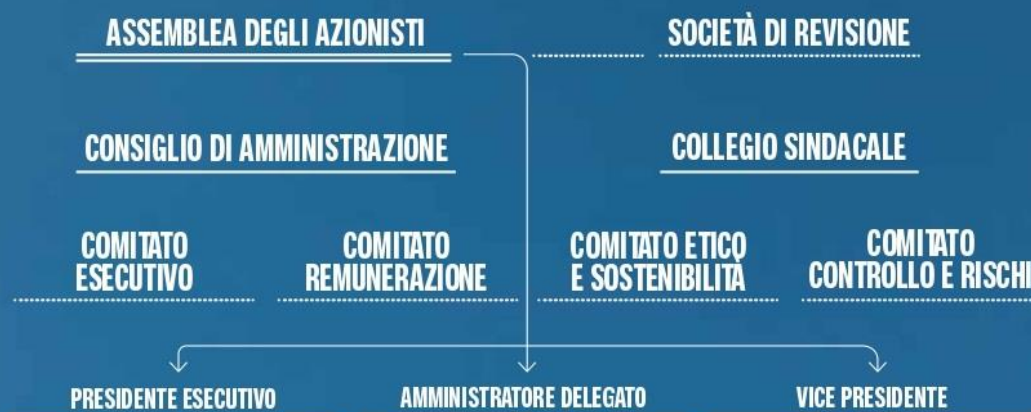 ASSEMBLEA DEGLI AZIONISTI
SOCIETÀ DI REVISIONE
CONSIGLIO DI AMMINISTRAZIONE
COLLEGIO SINDACALE
COMITATO
ESECUTIVO
COMITATO
REMUNERAZIONE
COMITATO ETICO
E SOSTENIBILITÀ
COMITATO
CONTROLLO E RISCHI
PRESIDENTE ESECUTIVO
AMMINISTRATORE DELEGATO
VICE PRESIDENTE